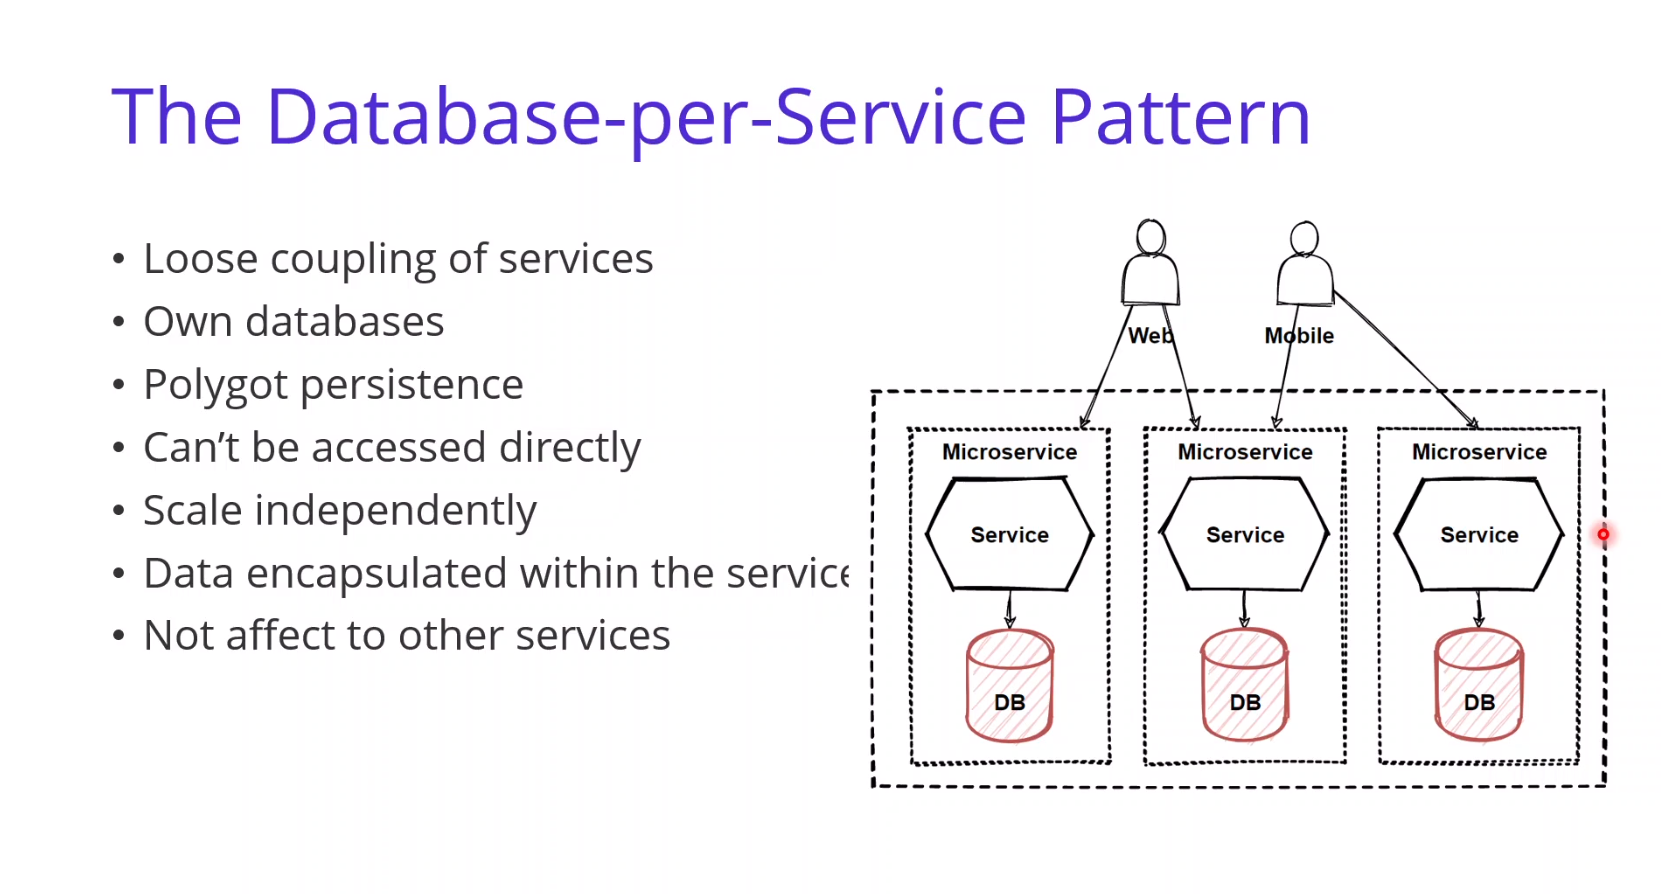 The Database-per-Service Pattern
• Loose coupling of services
• Own databases
• Polygot persistence
• Can't be accessed directly
• Scale independently
• Data encapsulated within the service
• Not affect to other services
Web
Mobile
Microservice
Microservice
Microservice
Service
Service
Service
DB
DB
DB